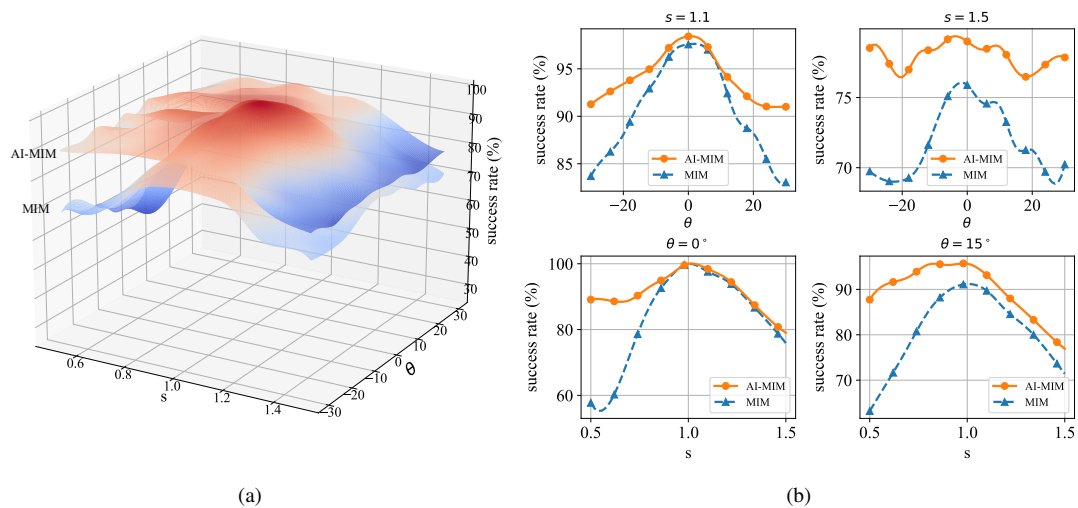 100
90
80
70
60
50
40
30
success rate (%)
AI-MIM
MIM
0.6
0.8
1.0
1.2
1.4
s
−30
−20
−10
0
10
20
30
θ
(a)
s = 1.1
success rate (%)
95
90
85
−20 0 20
θ
AI-MIM
MIM
s = 1.5
success rate (%)
75
70
−20 0 20
θ
AI-MIM
MIM
θ = 0°
success rate (%)
100
80
60
0.5 1.0 1.5
s
AI-MIM
MIM
θ = 15°
success rate (%)
90
80
70
0.5 1.0 1.5
s
AI-MIM
MIM
(b)